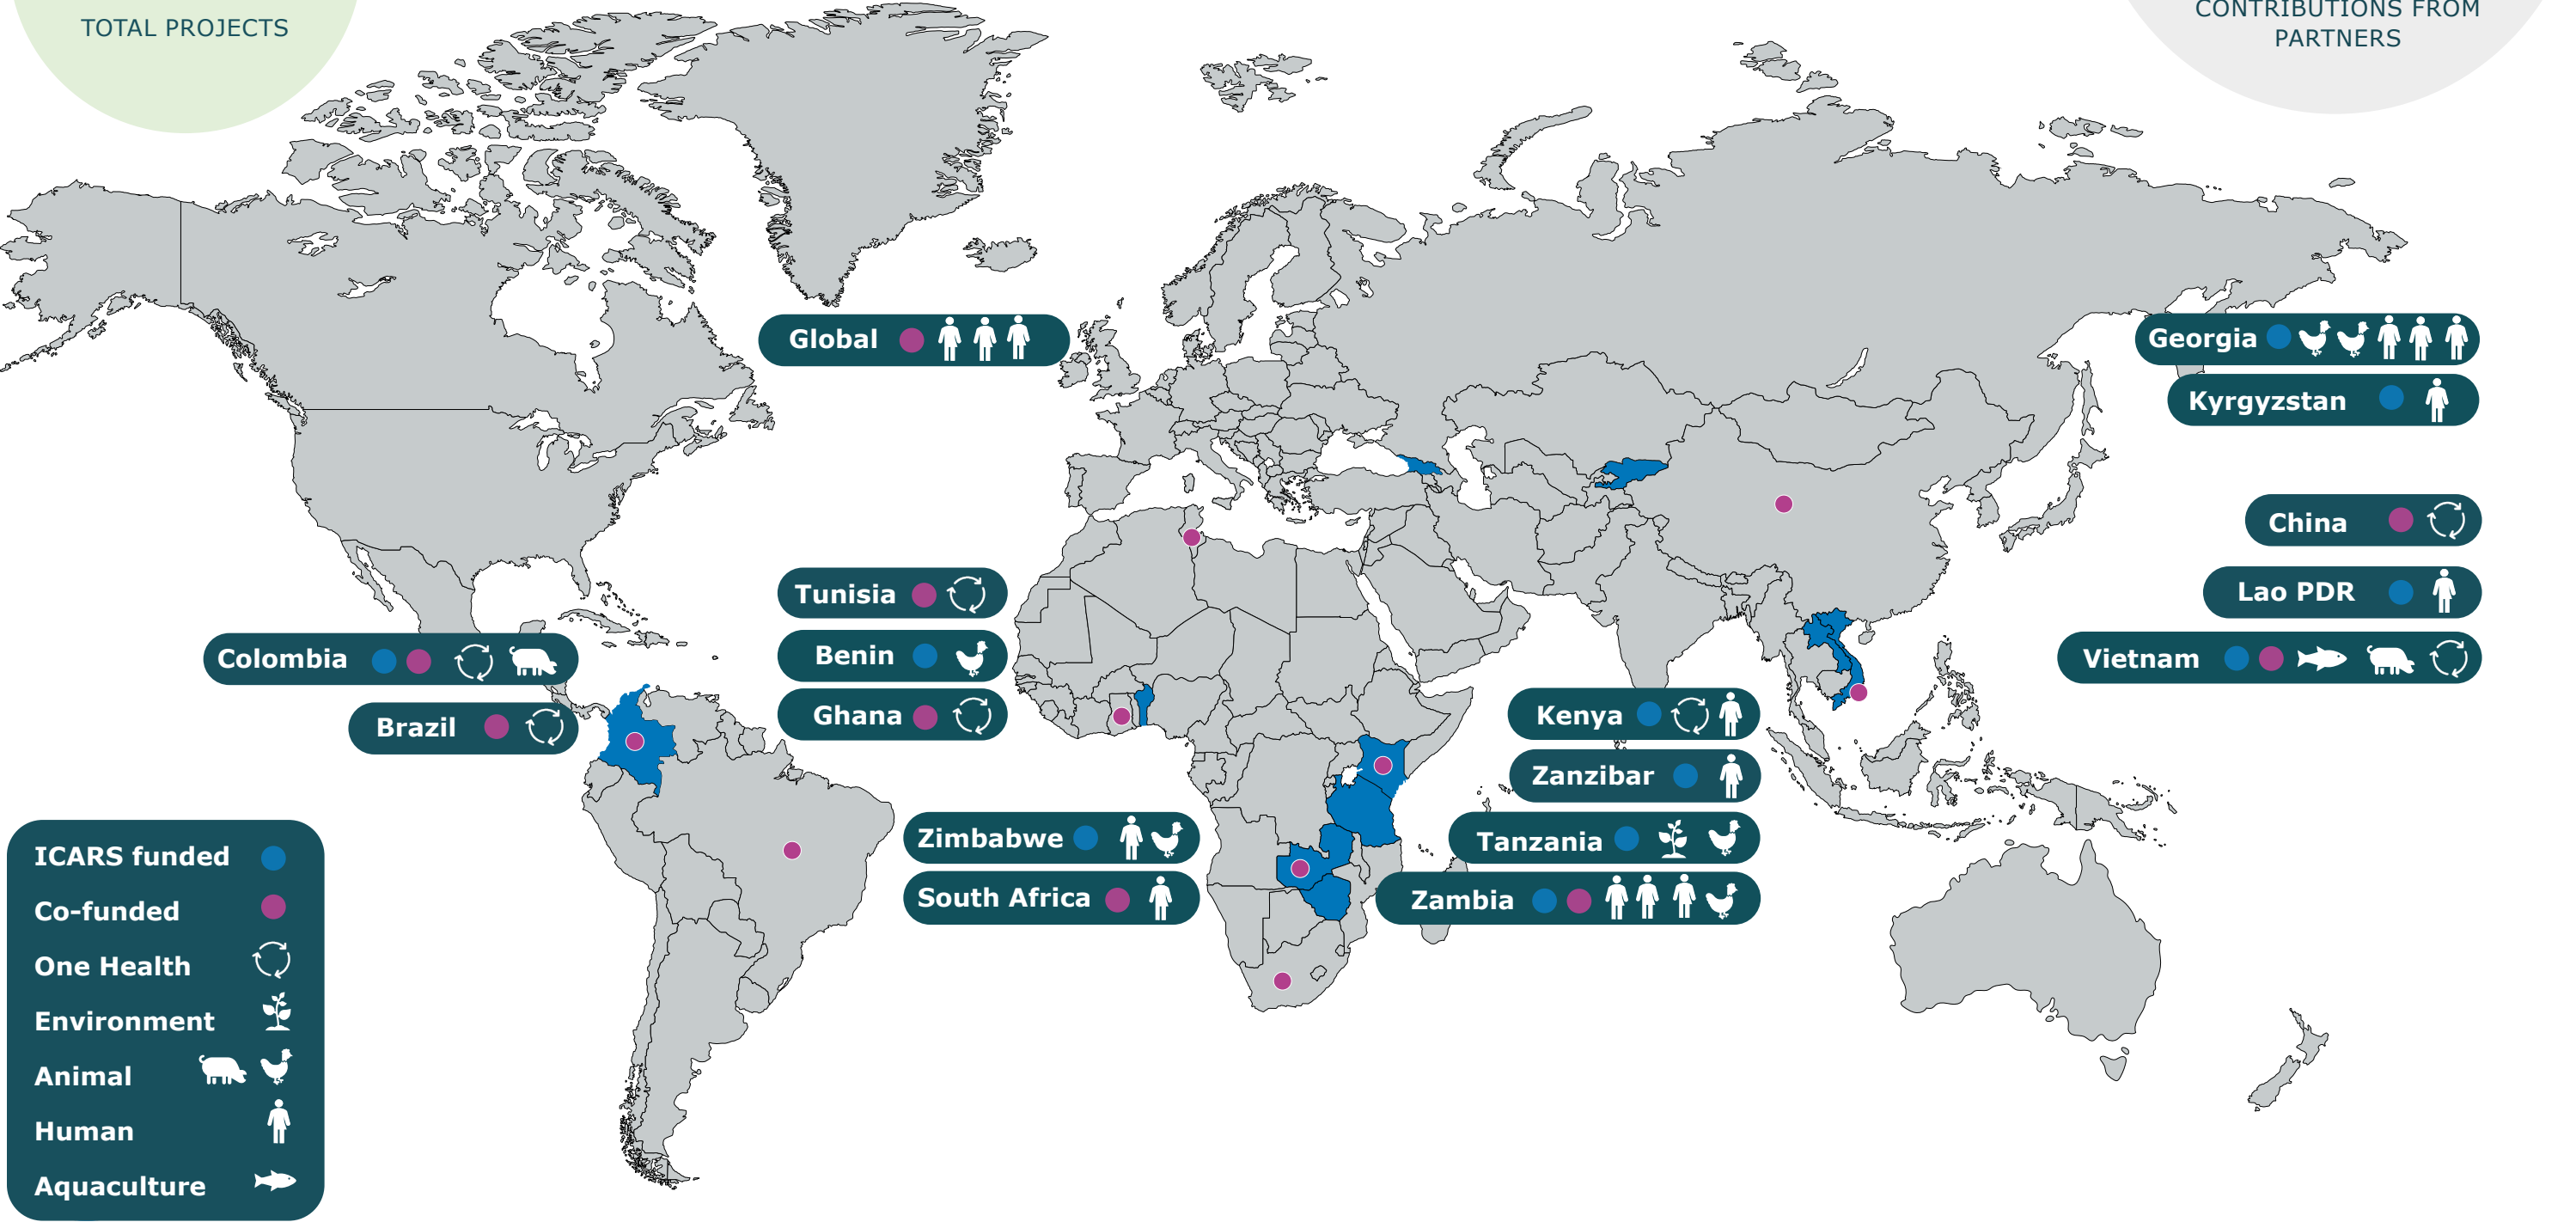 TOTAL PROJECTS
CONTRIBUTIONS FROM
PARTNERS
Global
Georgia
Kyrgyzstan
China
Lao PDR
Vietnam
Tunisia
Benin
Ghana
Colombia
Brazil
Kenya
Zanzibar
Tanzania
Zambia
Zimbabwe
South Africa
ICARS funded
Co-funded
One Health
Environment
Animal
Human
Aquaculture